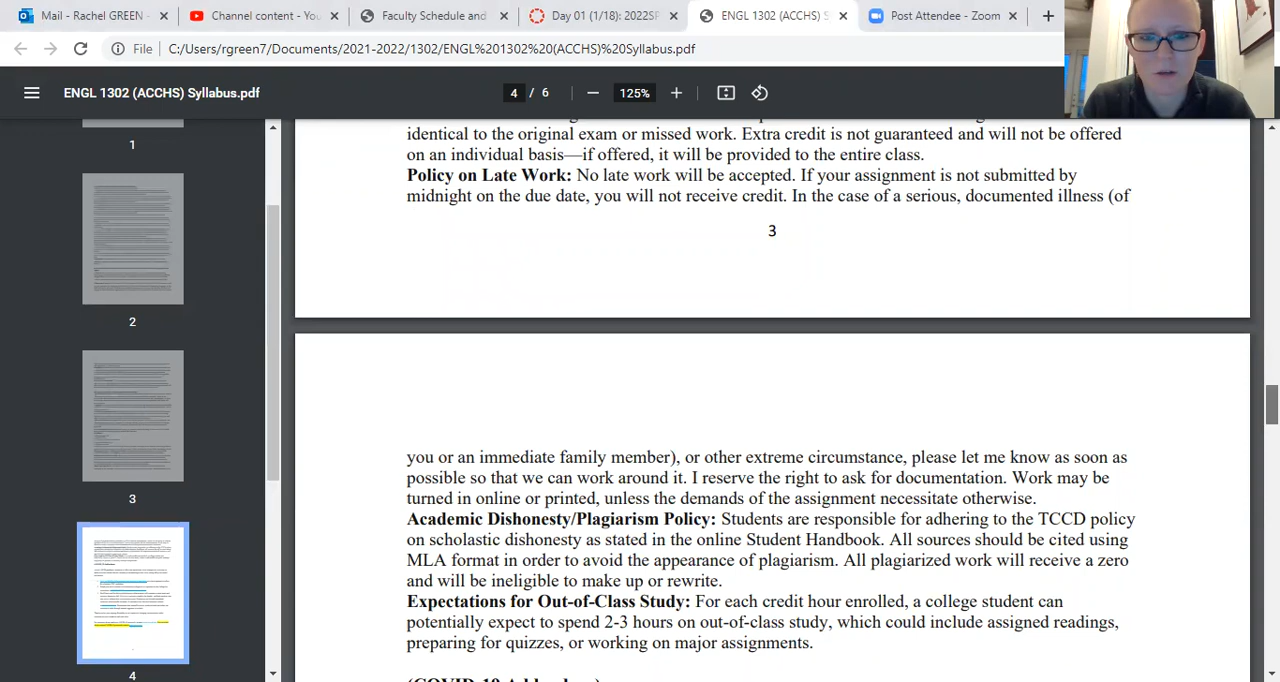 Mail - Rachel GREEN -
Channel content - You
Faculty Schedule and
Day 01 (1/18): 2022SP
ENGL 1302 (ACCHS) S
Post Attendee - Zoom
File
C:/Users/rgreen7/Documents/2021-2022/1302/ENGL%201302%20(ACCHS)%20Syllabus.pdf
ENGL 1302 (ACCHS) Syllabus.pdf
4 / 6
125%
1
2
3
4
identical to the original exam or missed work. Extra credit is not guaranteed and will not be offered
on an individual basis—if offered, it will be provided to the entire class.
Policy on Late Work: No late work will be accepted. If your assignment is not submitted by
midnight on the due date, you will not receive credit. In the case of a serious, documented illness (of
3
you or an immediate family member), or other extreme circumstance, please let me know as soon as
possible so that we can work around it. I reserve the right to ask for documentation. Work may be
turned in online or printed, unless the demands of the assignment necessitate otherwise.
Academic Dishonesty/Plagiarism Policy: Students are responsible for adhering to the TCCD policy
on scholastic dishonesty as stated in the online Student Handbook. All sources should be cited using
MLA format in order to avoid the appearance of plagiarism. All plagiarized work will receive a zero
and will be ineligible to make up or rewrite.
Expectations for Out-of-Class Study: For each credit hour enrolled, a college student can
potentially expect to spend 2-3 hours on out-of-class study, which could include assigned readings,
preparing for quizzes, or working on major assignments.
(COVID-19 Addendum)